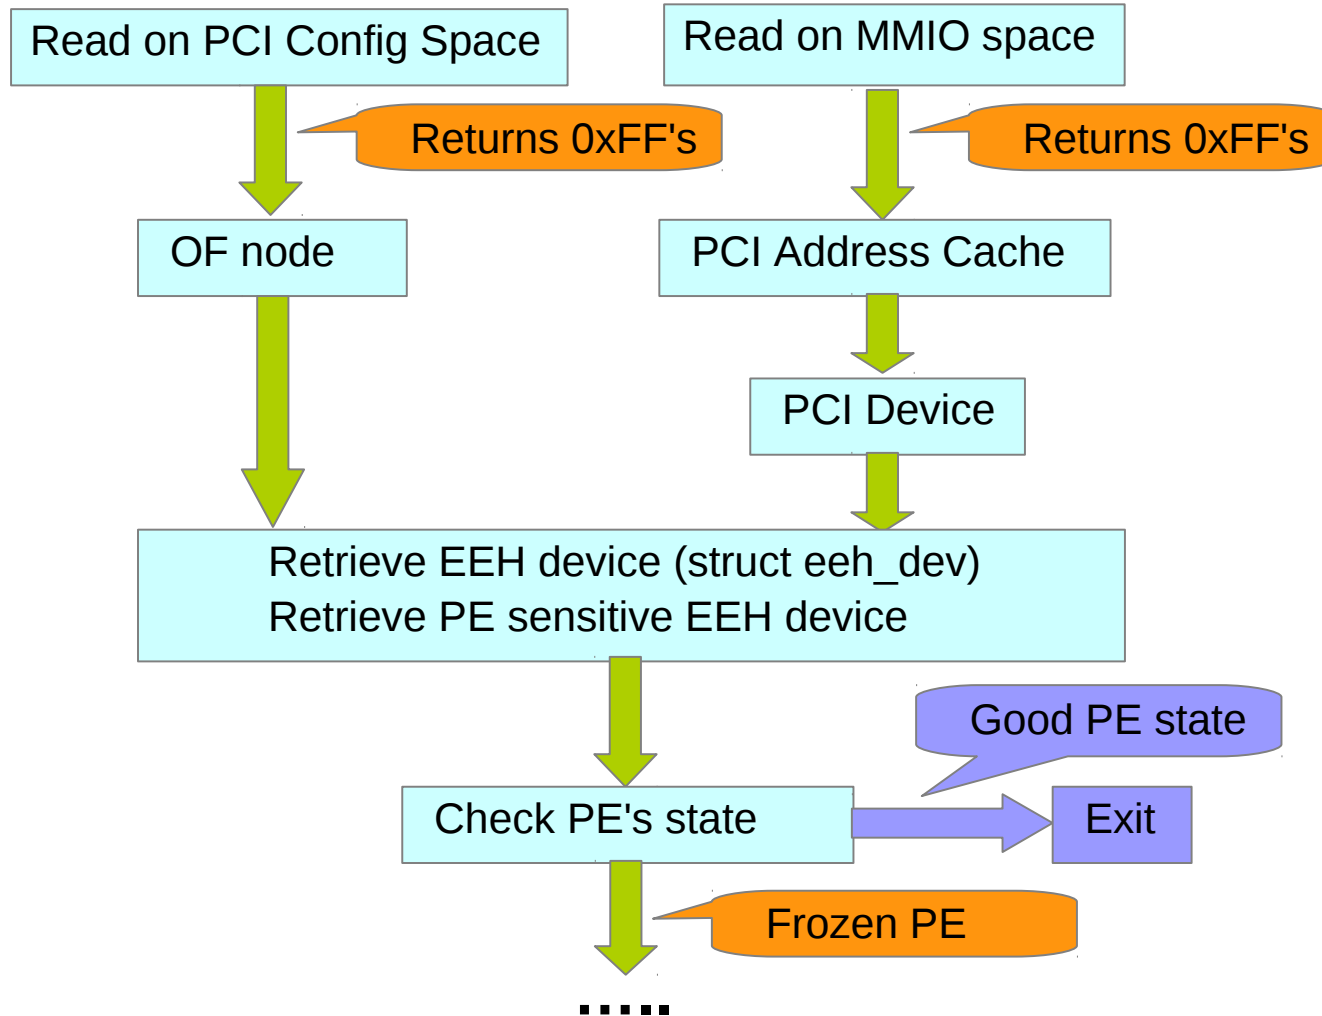 Read on PCI Config Space
Read on MMIO space
Returns 0xFF's
Returns 0xFF's
OF node
PCI Address Cache
PCI Device
Retrieve EEH device (struct eeh_dev)
Retrieve PE sensitive EEH device
Good PE state
Check PE's state
Exit
Frozen PE
.....